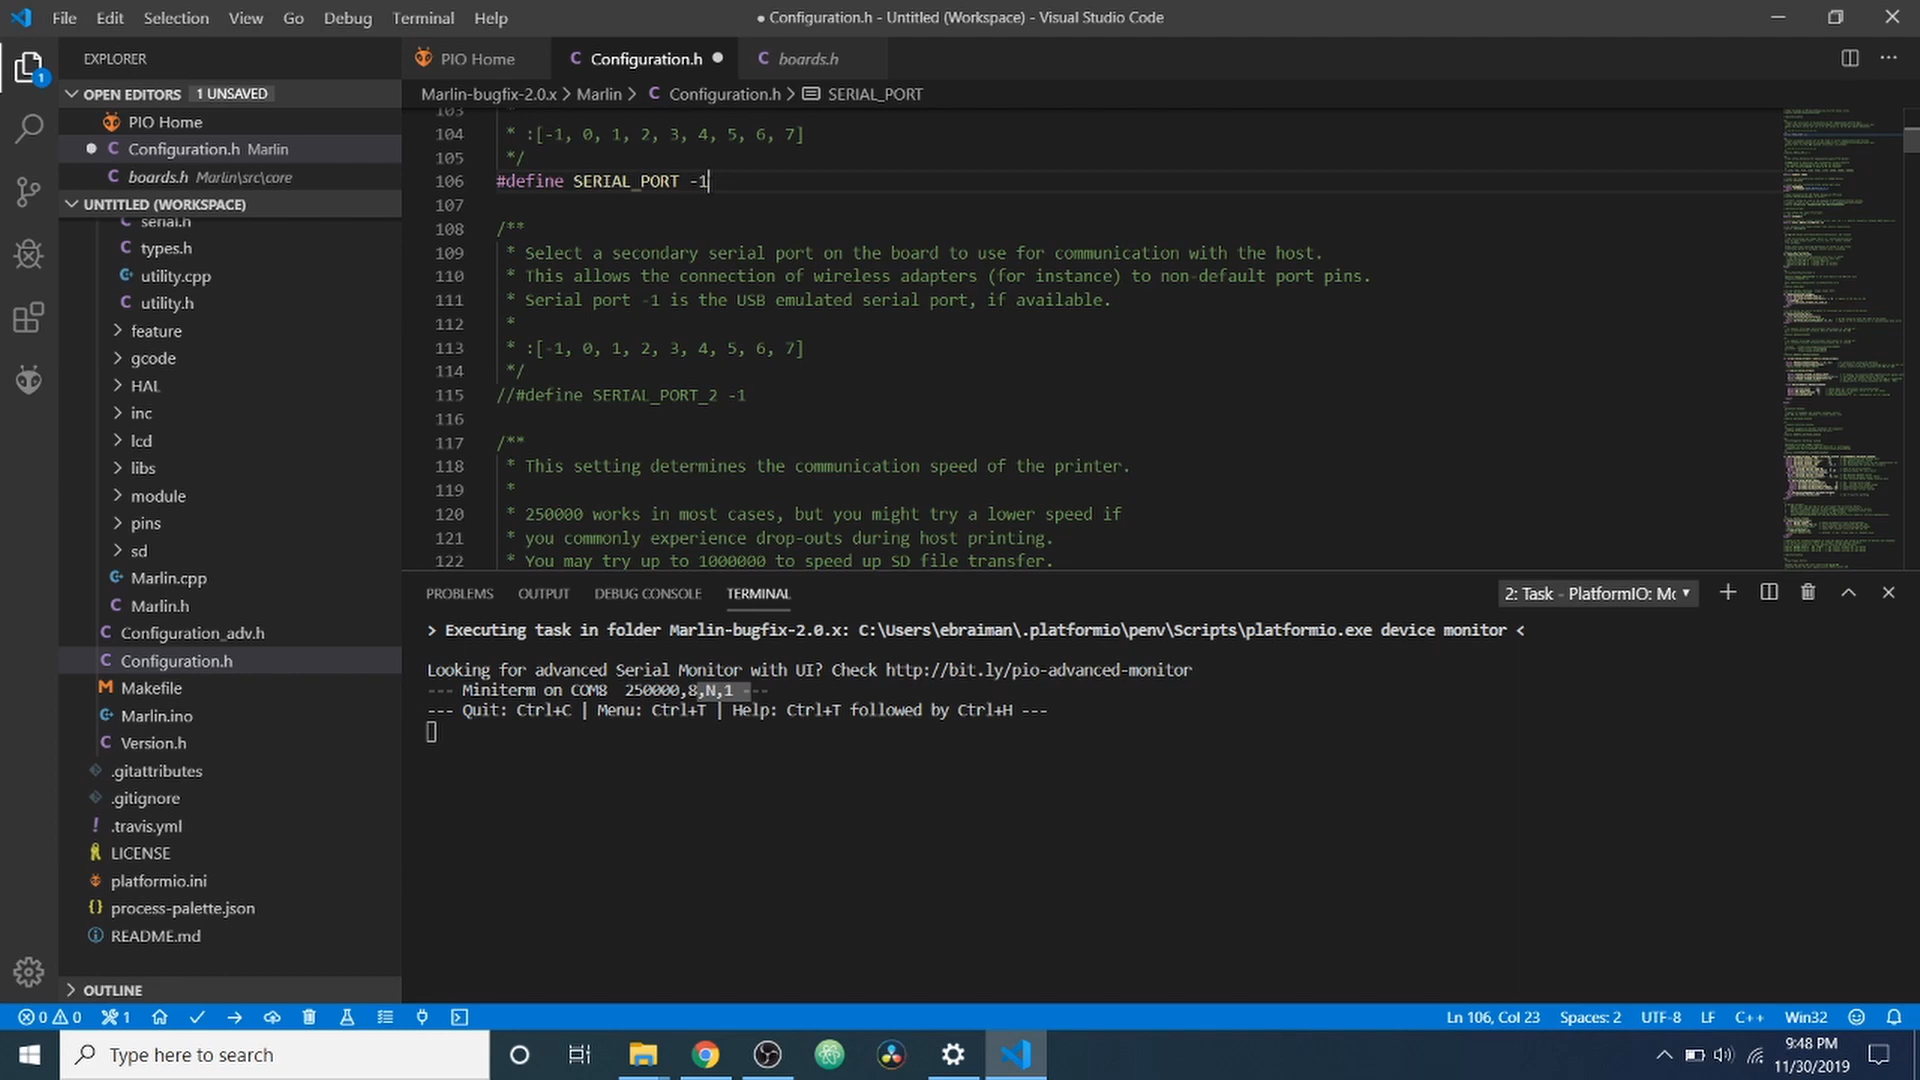 File Edit Selection View Go Debug Terminal Help
● Configuration.h - Untitled (Workspace) - Visual Studio Code
EXPLORER
PIO Home
Configuration.h
boards.h
OPEN EDITORS 1 UNSAVED
PIO Home
Configuration.h Marlin
boards.h Marlin\src\core
UNTITLED (WORKSPACE)
serial.h
types.h
utility.cpp
utility.h
feature
gcode
HAL
inc
lcd
libs
module
pins
sd
Marlin.cpp
Marlin.h
Configuration_adv.h
Configuration.h
Makefile
Marlin.ino
Version.h
.gitattributes
.gitignore
.travis.yml
LICENSE
platformio.ini
process-palette.json
README.md
OUTLINE
Marlin-bugfix-2.0.x > Marlin > C Configuration.h > SERIAL_PORT
103 *
104 * :[-1, 0, 1, 2, 3, 4, 5, 6, 7]
105 */
106 #define SERIAL_PORT -1
107
108 /**
109 * Select a secondary serial port on the board to use for communication with the host.
110 * This allows the connection of wireless adapters (for instance) to non-default port pins.
111 * Serial port -1 is the USB emulated serial port, if available.
112 *
113 * :[-1, 0, 1, 2, 3, 4, 5, 6, 7]
114 */
115 //#define SERIAL_PORT_2 -1
116
117 /**
118 * This setting determines the communication speed of the printer.
119 *
120 * 250000 works in most cases, but you might try a lower speed if
121 * you commonly experience drop-outs during host printing.
122 * You may try up to 1000000 to speed up SD file transfer.
PROBLEMS OUTPUT DEBUG CONSOLE TERMINAL
2: Task - PlatformIO: Mc
> Executing task in folder Marlin-bugfix-2.0.x: C:\Users\ebraiman\.platformio\penv\Scripts\platformio.exe device monitor <
Looking for advanced Serial Monitor with UI? Check http://bit.ly/pio-advanced-monitor
--- Miniterm on COM8  250000,8,N,1 ---
--- Quit: Ctrl+C | Menu: Ctrl+T | Help: Ctrl+T followed by Ctrl+H ---
0 0 1
Ln 106, Col 23 Spaces: 2 UTF-8 LF C++ Win32
Type here to search
9:48 PM
11/30/2019